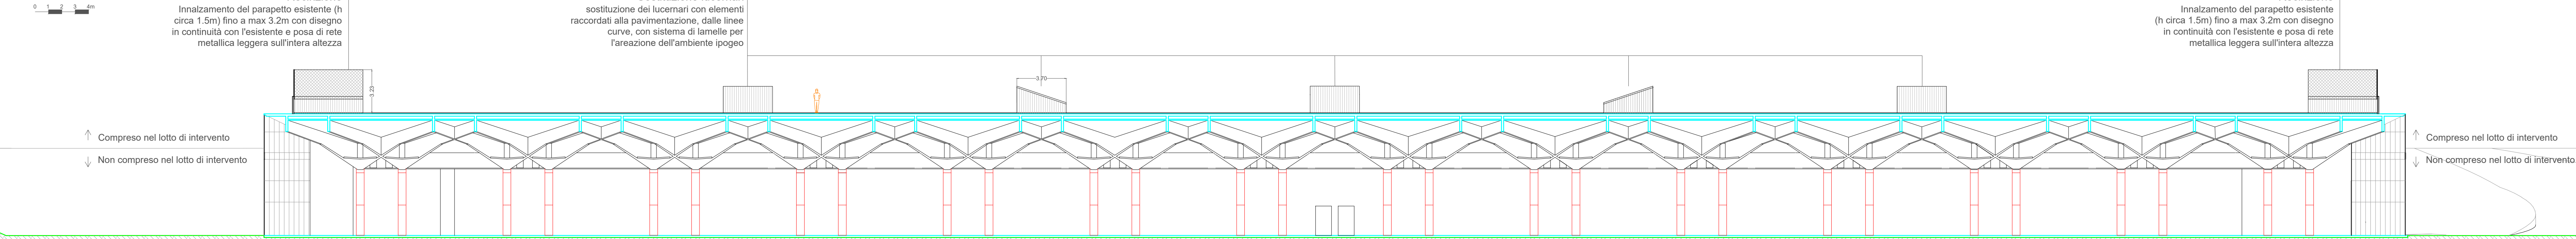 0 1 2 3 4m
Innalzamento del parapetto esistente (h
circa 1.5m) fino a max 3.2m con disegno
in continuità con l'esistente e posa di rete
metallica leggera sull'intera altezza
sostituzione dei lucernari con elementi
raccordati alla pavimentazione, dalle linee
curve, con sistema di lamelle per
l'areazione dell'ambiente ipogeo
Innalzamento del parapetto esistente
(h circa 1.5m) fino a max 3.2m con disegno
in continuità con l'esistente e posa di rete
metallica leggera sull'intera altezza
3.23
3.70
Compreso nel lotto di intervento
Non compreso nel lotto di intervento
Compreso nel lotto di intervento
Non compreso nel lotto di intervento